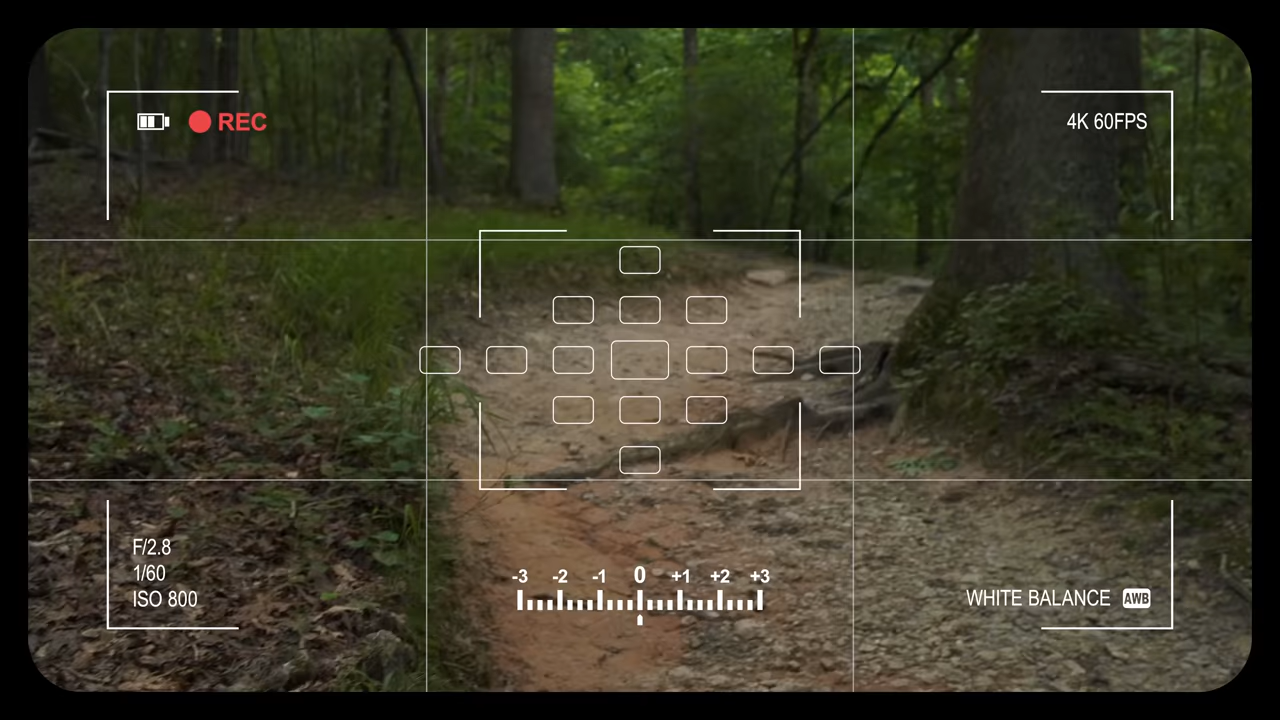 REC
4K 60FPS
-3 -2 -1 0 +1 +2 +3
F/2.8
1/60
ISO 800
WHITE BALANCE AWB